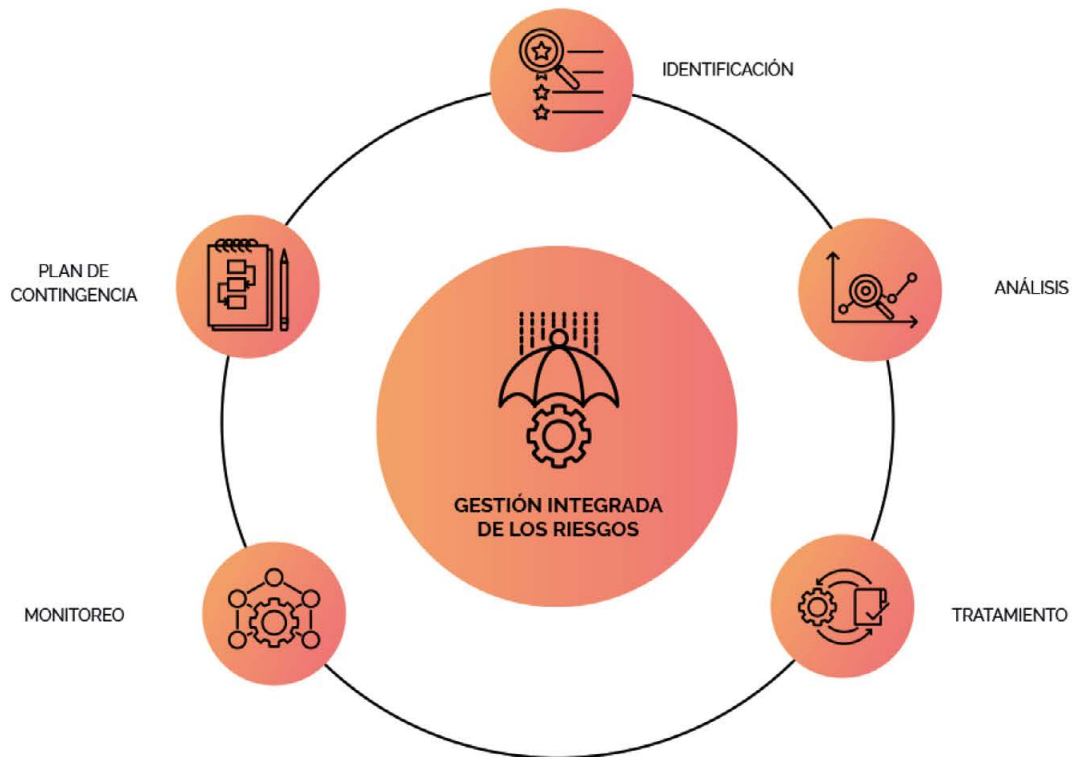 IDENTIFICACIÓN
ANÁLISIS
TRATAMIENTO
MONITOREO
PLAN DE
CONTINGENCIA
GESTIÓN INTEGRADA
DE LOS RIESGOS